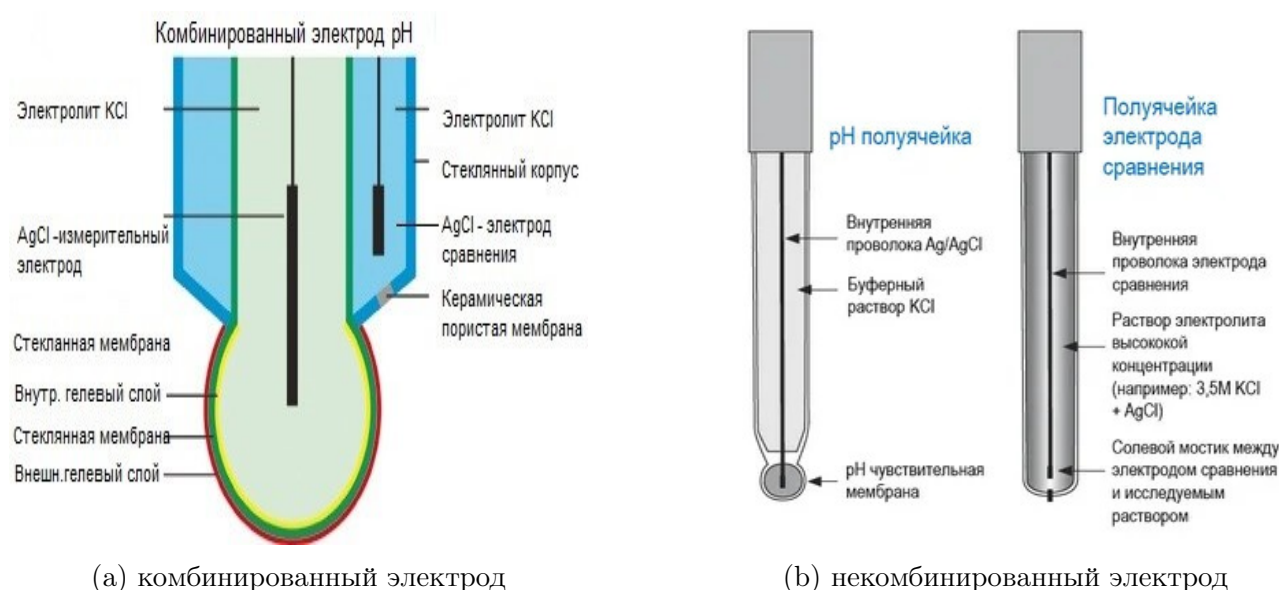 Комбинированный электрод pH
Электролит KCl
AgCl -измерительный
электрод
Стекланная мембрана
Внутр. гелевый слой
Стеклянная мембрана
Внешн.гелевый слой
Электролит KCl
Стеклянный корпус
AgCl - электрод
сравнения
Керамическая
пористая мембрана
(a) комбинированный электрод
pH полуячейка
Внутренняя
проволока Ag/AgCl
Буферный
раствор KCl
pH чувствительная
мембрана
Полуячейка
электрода
сравнения
Внутренняя
проволока электрода
сравнения
Раствор электролита
высококой
концентрации
(например: 3,5М KCl
+ AgCl)
Солевой мостик между
электродом сравнения
и исследуемым
раствором
(b) некомбинированный электрод